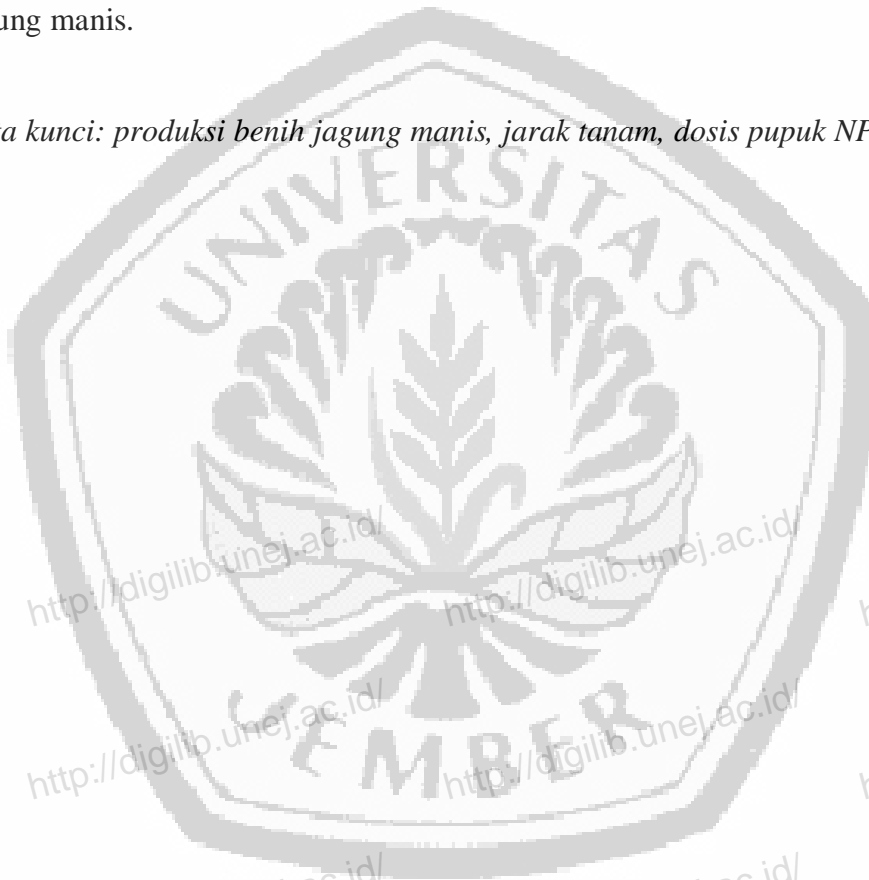 ung manis.
a kunci: produksi benih jagung manis, jarak tanam, dosis pupuk NP
UNIVERSITAS
http://digilib.unej.ac.id/ http://digilib.unej.ac.id/
JEMBER
http://digilib.unej.ac.id/ http://digilib.unej.ac.id/